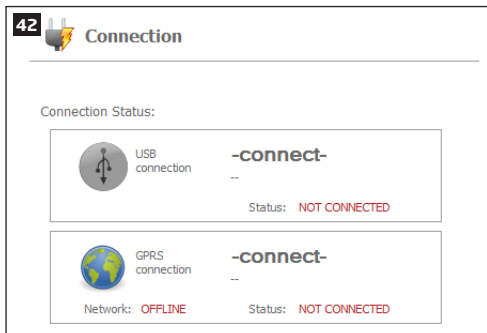 42
Connection
Connection Status:
USB
connection
-connect-
--
Status: NOT CONNECTED
GPRS
connection
-connect-
--
Network: OFFLINE Status: NOT CONNECTED